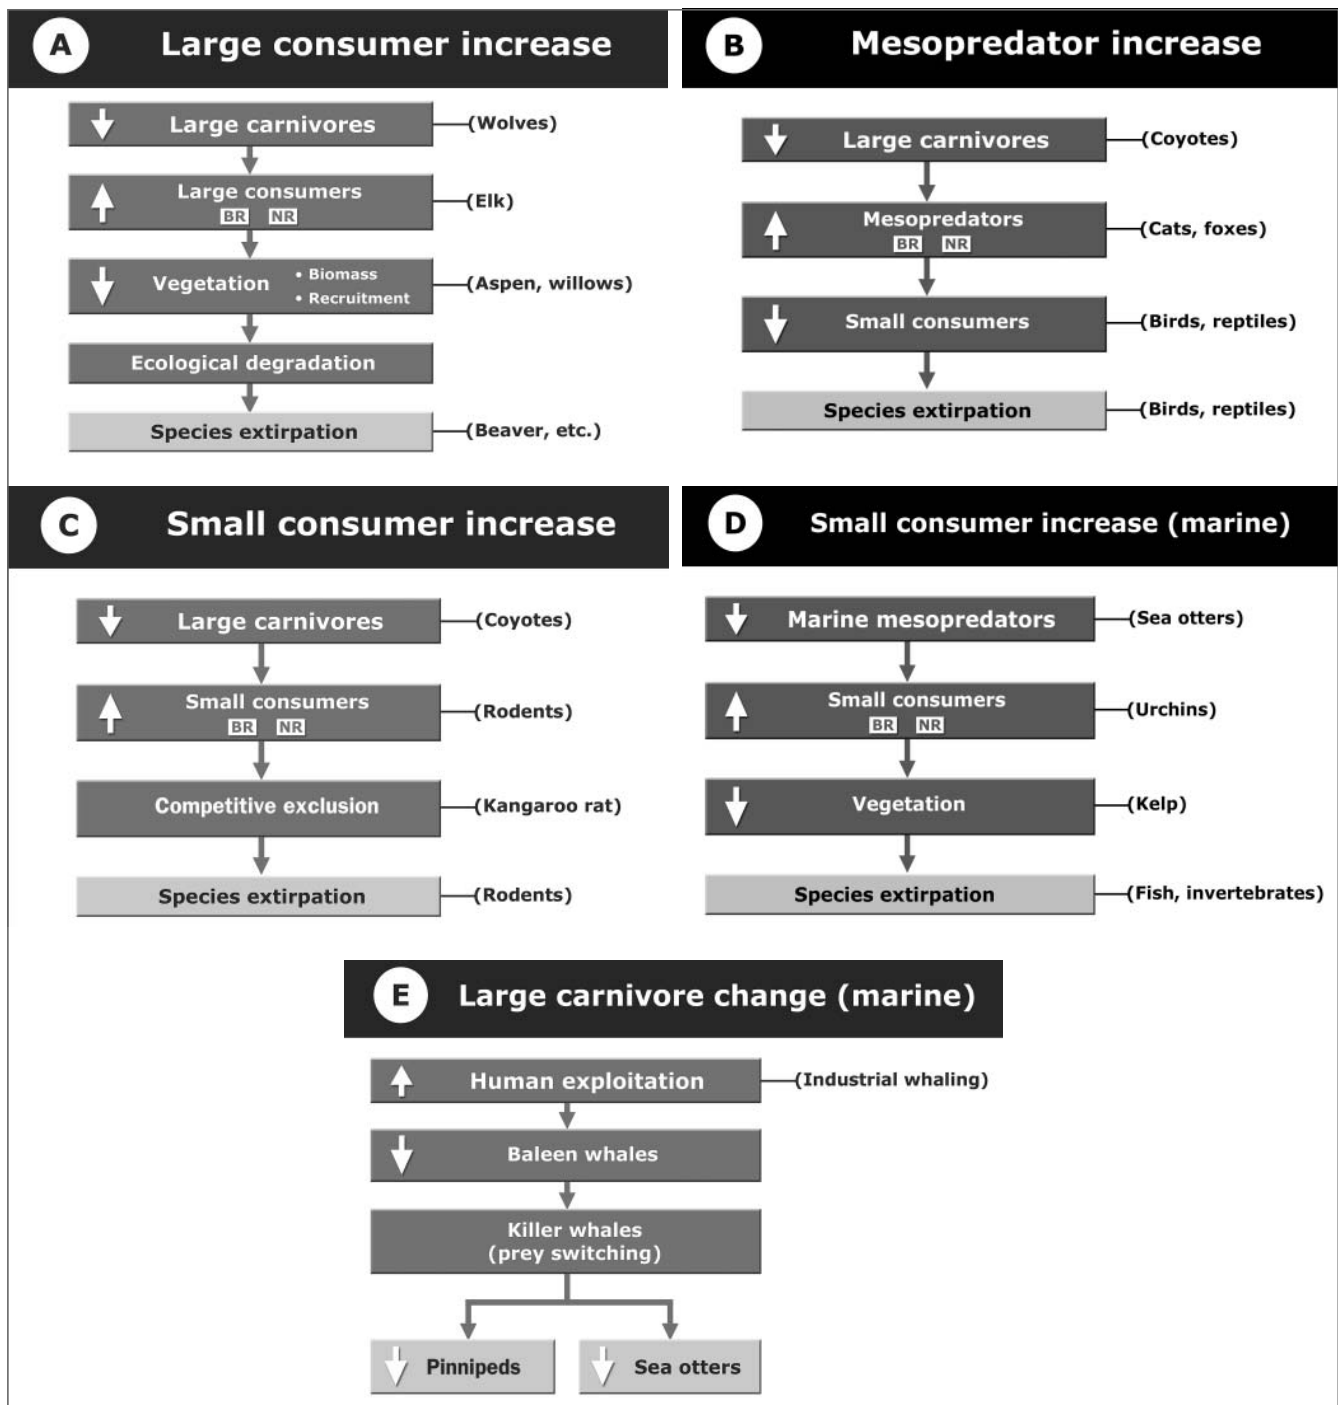 A Large consumer increase
Large carnivores (Wolves)
Large consumers (Elk)
BR NR
Vegetation • Biomass (Aspen, willows)
• Recruitment
Ecological degradation
Species extirpation (Beaver, etc.)
B Mesopredator increase
Large carnivores (Coyotes)
Mesopredators (Cats, foxes)
BR NR
Small consumers (Birds, reptiles)
Species extirpation (Birds, reptiles)
C Small consumer increase
Large carnivores (Coyotes)
Small consumers (Rodents)
BR NR
Competitive exclusion (Kangaroo rat)
Species extirpation (Rodents)
D Small consumer increase (marine)
Marine mesopredators (Sea otters)
Small consumers (Urchins)
BR NR
Vegetation (Kelp)
Species extirpation (Fish, invertebrates)
E Large carnivore change (marine)
Human exploitation (Industrial whaling)
Baleen whales
Killer whales
(prey switching)
Pinnipeds Sea otters